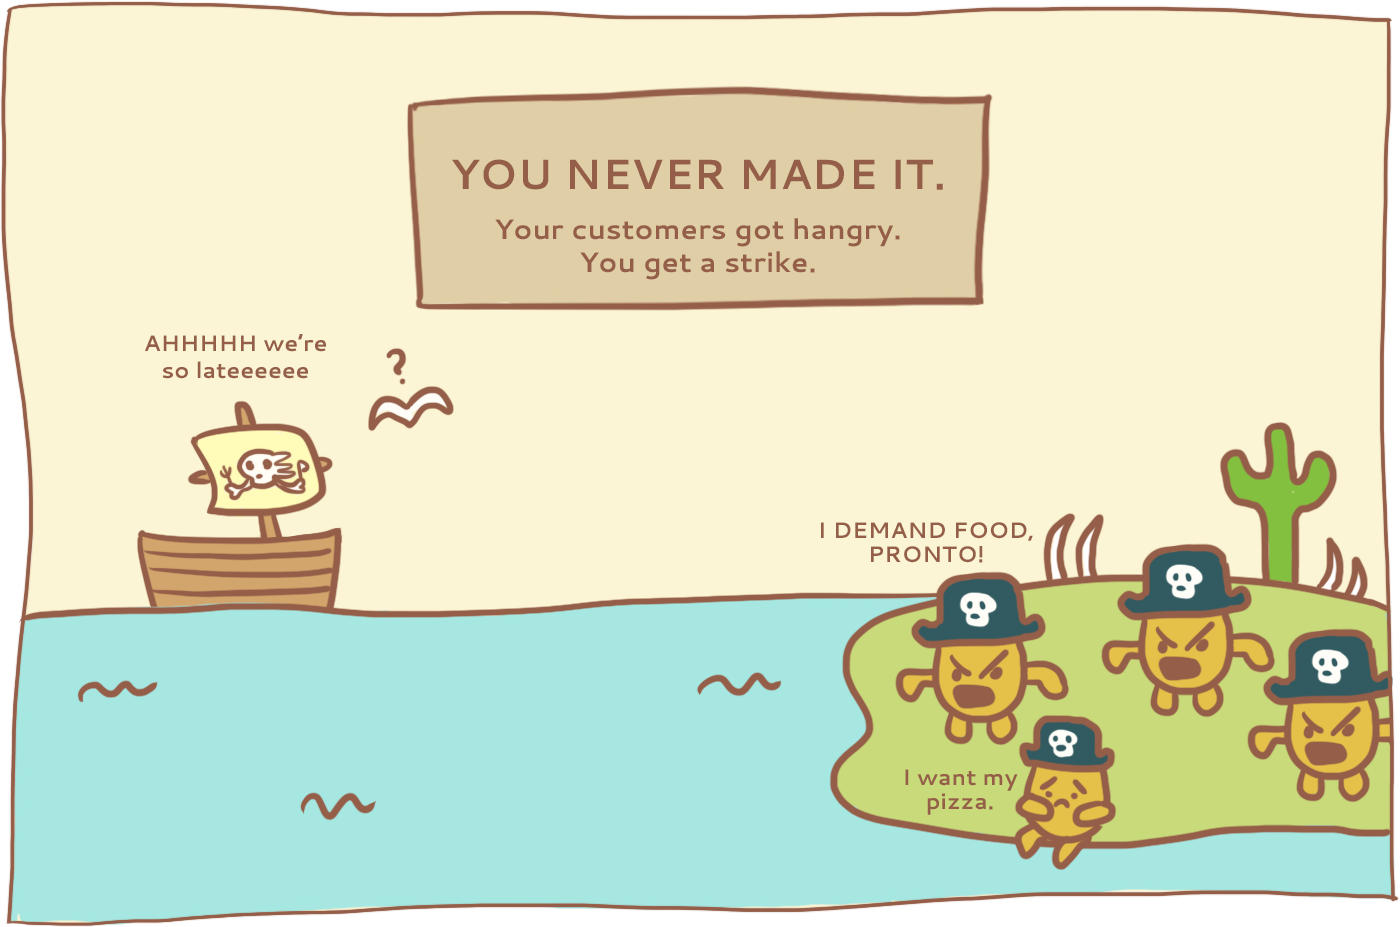 YOU NEVER MADE IT.
Your customers got hangry.
You get a strike.
AHHHHH we're
so lateeeeee
?
I DEMAND FOOD,
PRONTO!
I want my
pizza.